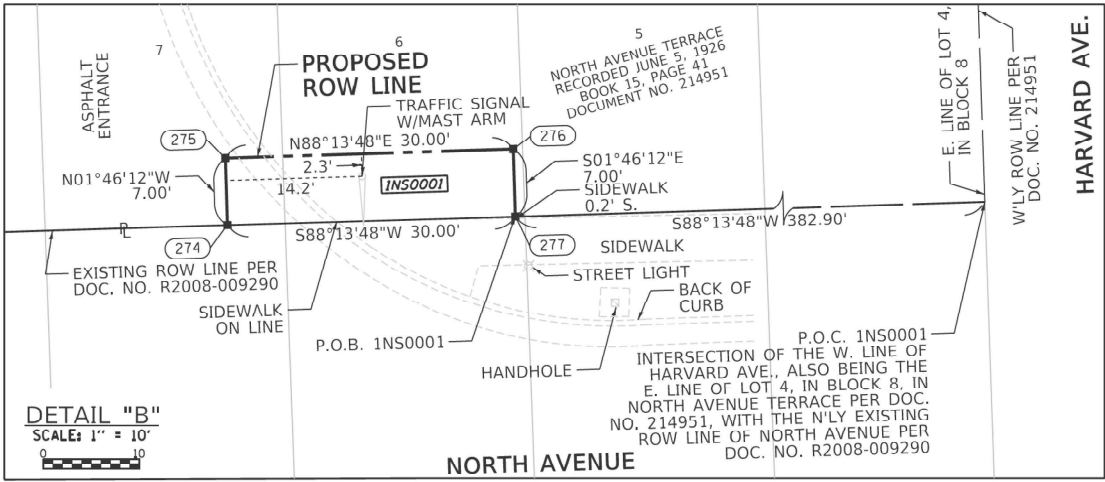 7
6
5
ASPHALT
ENTRANCE
PROPOSED
ROW LINE
NORTH AVENUE TERRACE
RECORDED JUNE 5, 1926
BOOK 15, PAGE 41
DOCUMENT NO. 214951
TRAFFIC SIGNAL
W/MAST ARM
E. LINE OF LOT 4,
IN BLOCK 8
W'LY ROW LINE PER
DOC. NO. 214951
HARVARD AVE.
275
N88°13'48"E 30.00'
276
2.3'
14.2'
1NS0001
N01°46'12"W
7.00'
S01°46'12"E
7.00'
SIDEWALK
0.2' S.
S88°13'48"W 382.90'
PL
274
S88°13'48"W 30.00'
277
SIDEWALK
EXISTING ROW LINE PER
DOC. NO. R2008-009290
STREET LIGHT
BACK OF
CURB
SIDEWALK
ON LINE
P.O.B. 1NS0001
HANDHOLE
P.O.C. 1NS0001
INTERSECTION OF THE W. LINE OF
HARVARD AVE., ALSO BEING THE
E. LINE OF LOT 4, IN BLOCK 8, IN
NORTH AVENUE TERRACE PER DOC.
NO. 214951, WITH THE N'LY EXISTING
ROW LINE OF NORTH AVENUE PER
DOC. NO. R2008-009290
DETAIL "B"
SCALE: 1" = 10'
0 10
NORTH AVENUE